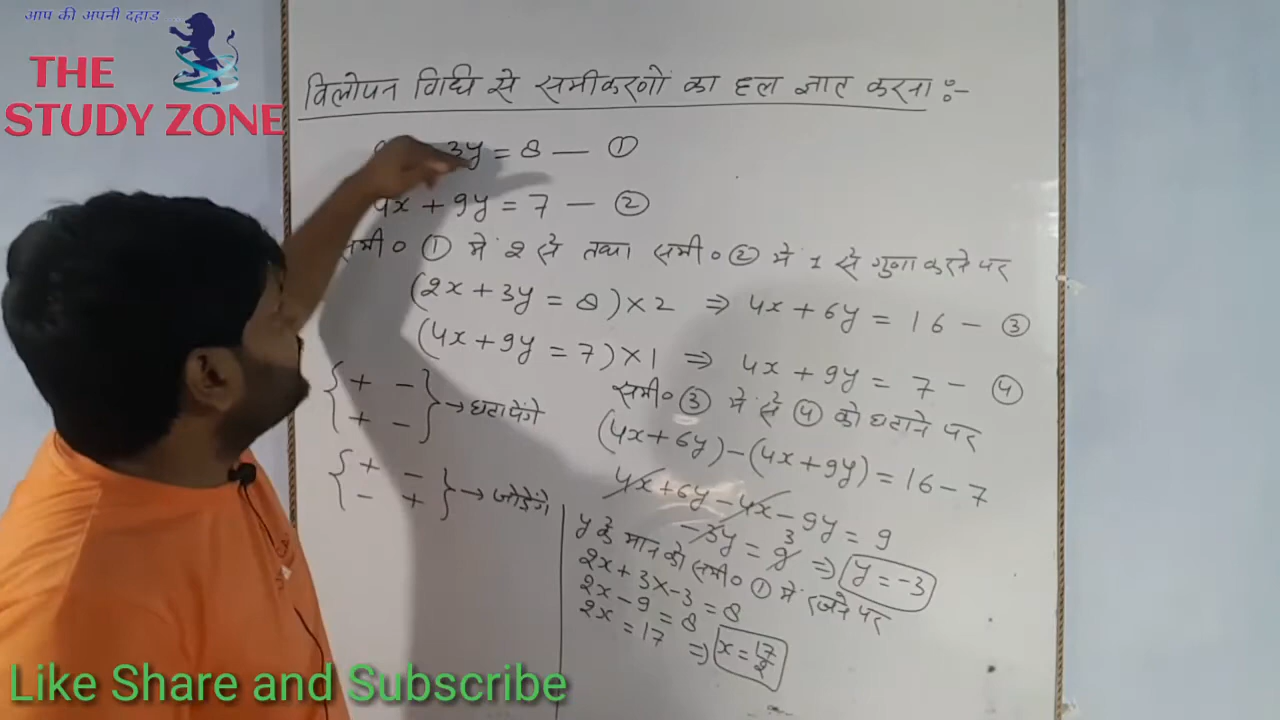 आप की अपनी दहाड
THE
STUDY ZONE
विलोपन विधि से समीकरणों का हल ज्ञात करना :-
3y = 8 — ①
4x + 9y = 7 — ②
समी० ① में 2 से तथा समी० ② में 1 से गुणा करने पर
(2x + 3y = 8) × 2 ⇒ 4x + 6y = 16 - ③
(4x + 9y = 7) × 1 ⇒ 4x + 9y = 7 - ④
समी० ③ में से ④ को घटाने पर
{ + - } → घटायेंगे
+ -
(4x + 6y) - (4x + 9y) = 16 - 7
{ + - } → जोडेंगे
- +
4x + 6y - 4x - 9y = 9
-3y = 9 3 ⇒ y = -3
y के मान को समी० ① में रखने पर
2x + 3 × -3 = 8
2x - 9 = 8
2x = 17 ⇒ x = 17/2
Like Share and Subscribe